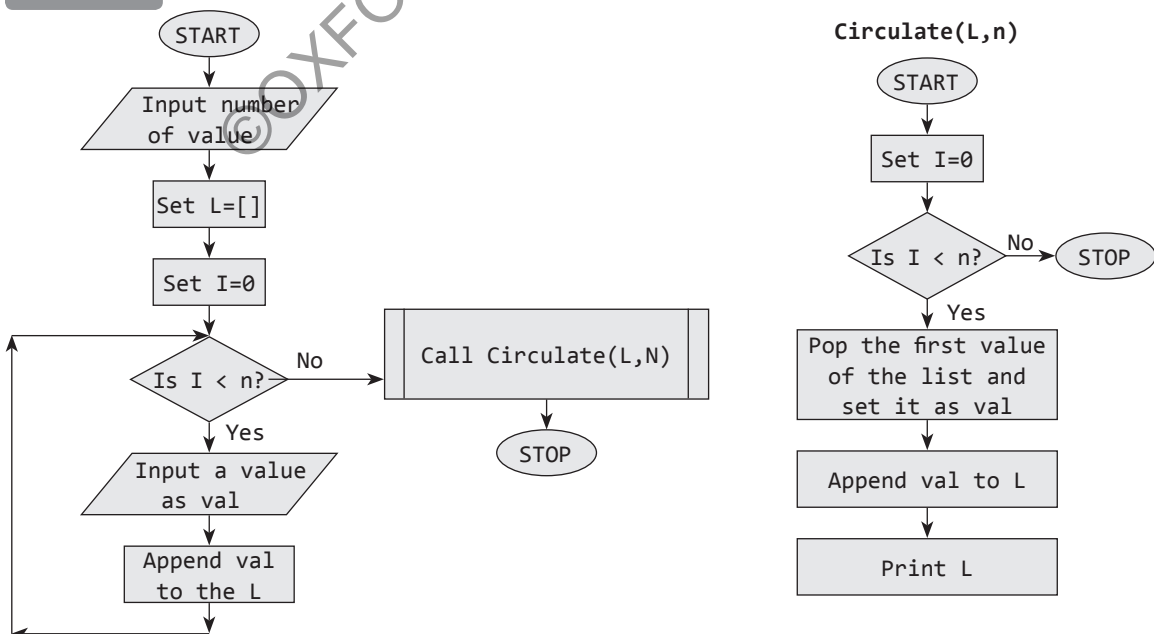 START
Input number
of value
Set L=[]
Set I=0
Is I < n?
No
Yes
Input a value
as val
Append val
to the L
Call Circulate(L,N)
STOP
Circulate(L,n)
START
Set I=0
Is I < n?
No
STOP
Yes
Pop the first value
of the list and
set it as val
Append val to L
Print L